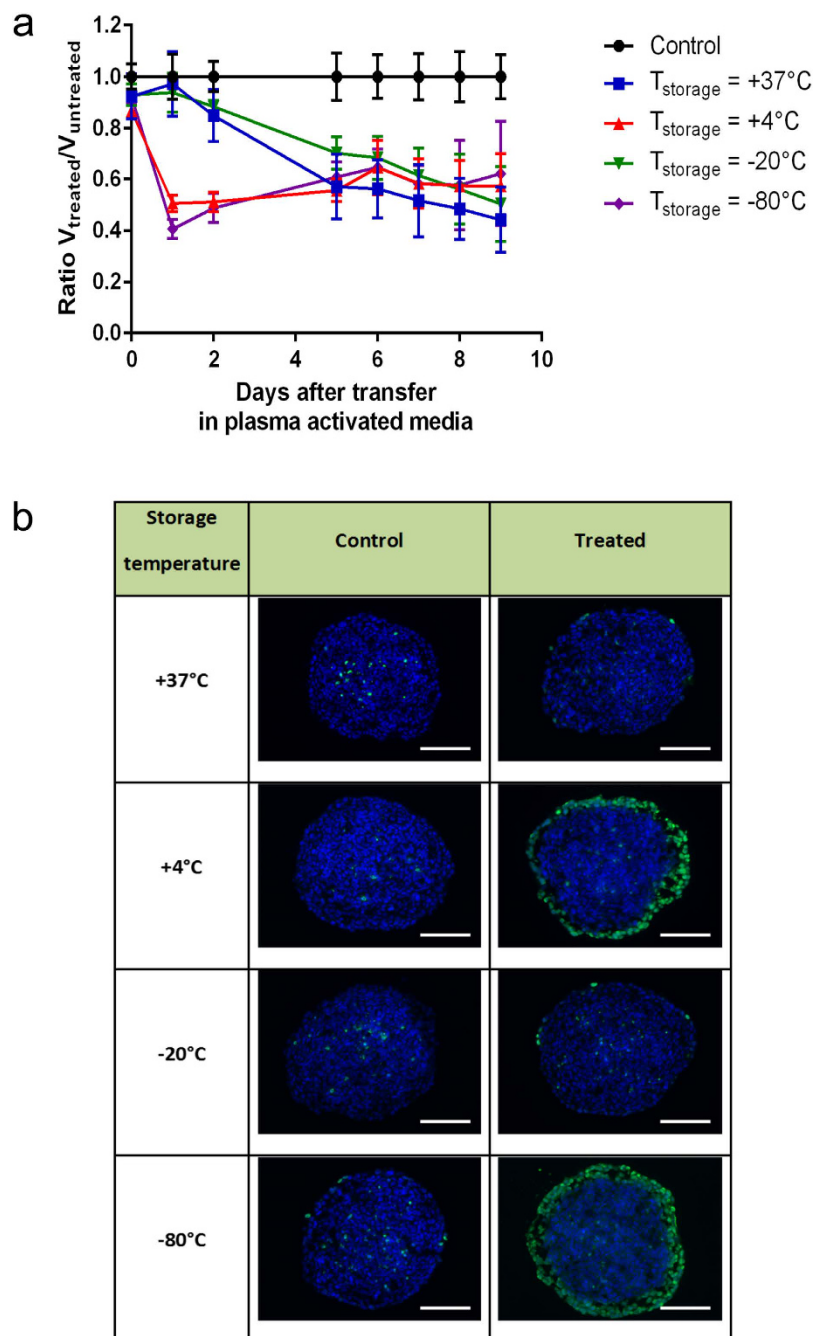 a
Ratio Vtreated/Vuntreated
1.2
1.0
0.8
0.6
0.4
0.2
0.0
0 2 4 6 8 10
Days after transfer
in plasma activated media
Control
Tstorage = +37°C
Tstorage = +4°C
Tstorage = -20°C
Tstorage = -80°C
b
Storage
temperature
Control
Treated
+37°C
+4°C
-20°C
-80°C